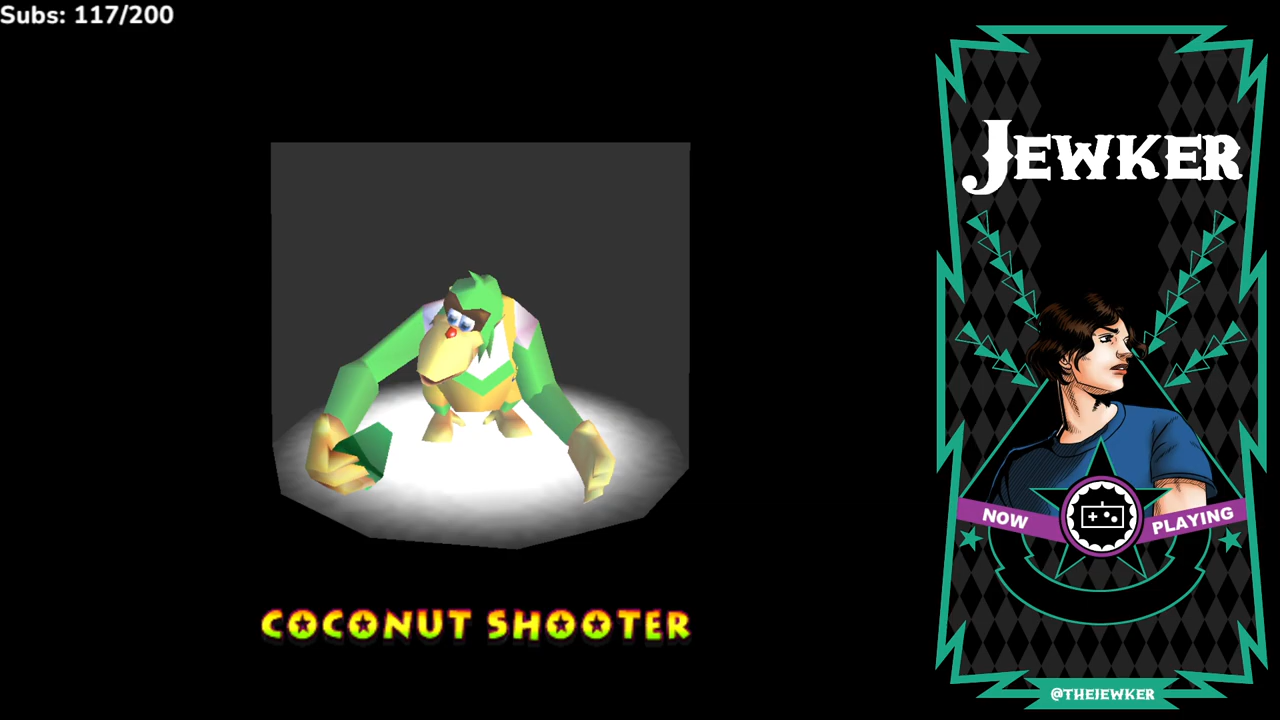 Subs: 117/200
JEWKER
NOW PLAYING
COCONUT SHOOTER
@THEJEWKER